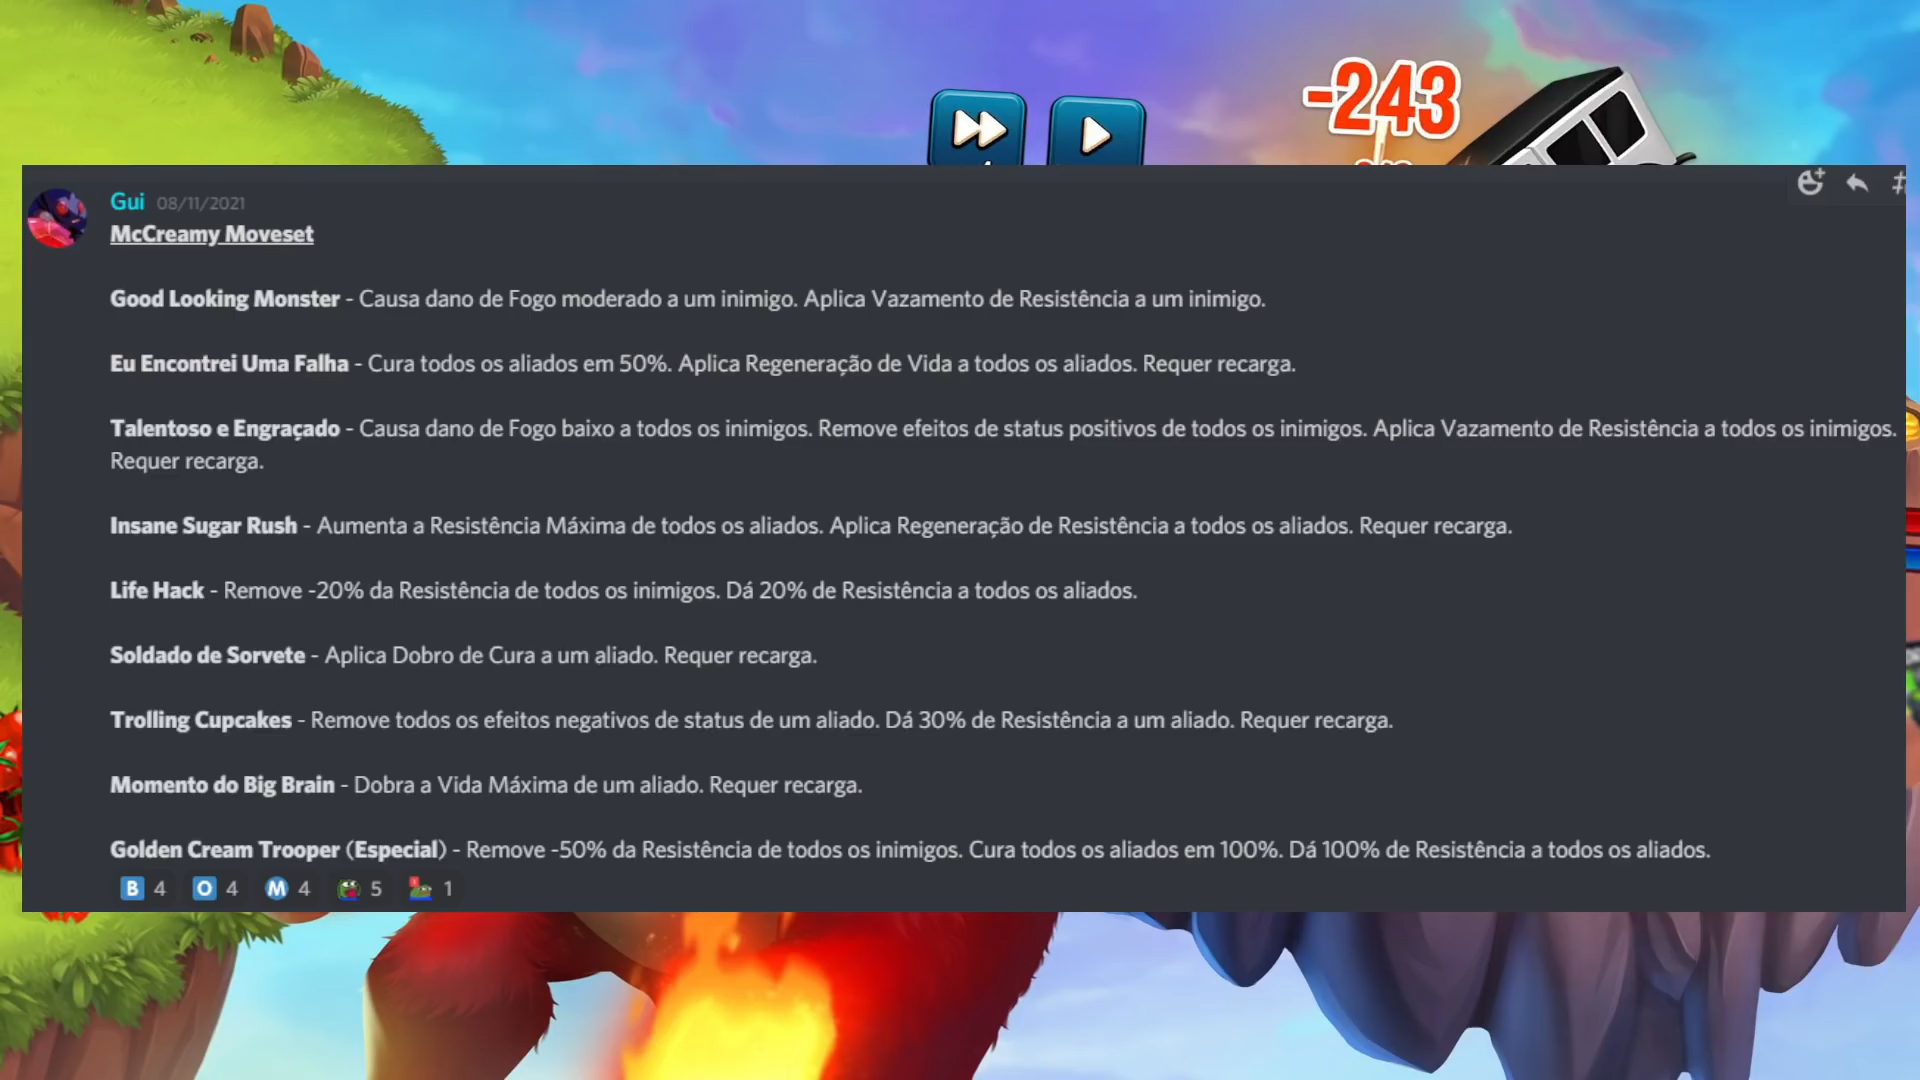 -243
Gui 08/11/2021
McCreamy Moveset
Good Looking Monster - Causa dano de Fogo moderado a um inimigo. Aplica Vazamento de Resistência a um inimigo.
Eu Encontrei Uma Falha - Cura todos os aliados em 50%. Aplica Regeneração de Vida a todos os aliados. Requer recarga.
Talentoso e Engraçado - Causa dano de Fogo baixo a todos os inimigos. Remove efeitos de status positivos de todos os inimigos. Aplica Vazamento de Resistência a todos os inimigos.
Requer recarga.
Insane Sugar Rush - Aumenta a Resistência Máxima de todos os aliados. Aplica Regeneração de Resistência a todos os aliados. Requer recarga.
Life Hack - Remove -20% da Resistência de todos os inimigos. Dá 20% de Resistência a todos os aliados.
Soldado de Sorvete - Aplica Dobro de Cura a um aliado. Requer recarga.
Trolling Cupcakes - Remove todos os efeitos negativos de status de um aliado. Dá 30% de Resistência a um aliado. Requer recarga.
Momento do Big Brain - Dobra a Vida Máxima de um aliado. Requer recarga.
Golden Cream Trooper (Especial) - Remove -50% da Resistência de todos os inimigos. Cura todos os aliados em 100%. Dá 100% de Resistência a todos os aliados.
B 4 O 4 M 4 5 1